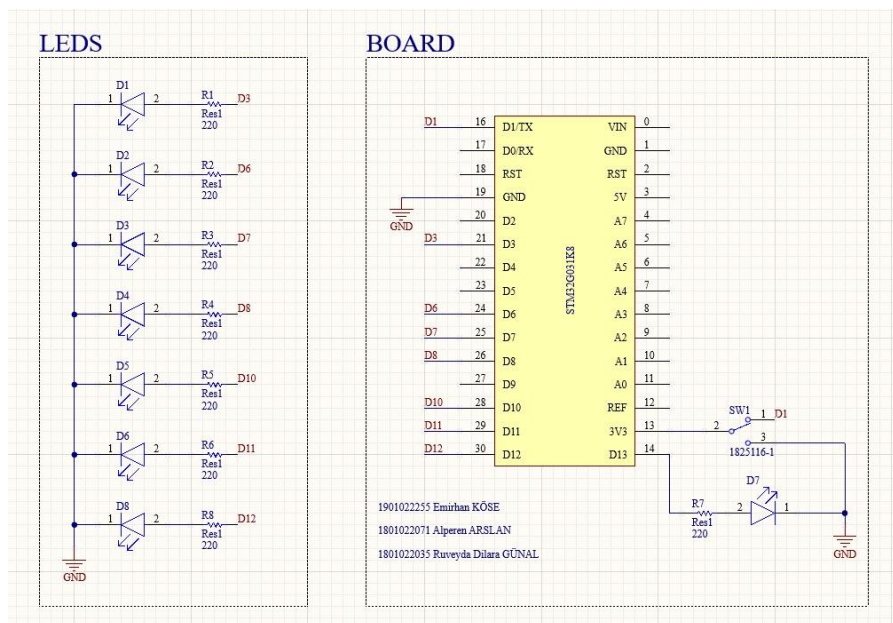 LEDS
D1
1
2
R1
D3
Res1
220
D2
1
2
R2
D6
Res1
220
D3
1
2
R3
D7
Res1
220
D4
1
2
R4
D8
Res1
220
D5
1
2
R5
D10
Res1
220
D6
1
2
R6
D11
Res1
220
D8
1
2
R8
D12
Res1
220
GND
BOARD
D1 16 D1/TX VIN 0
17 D0/RX GND 1
18 RST RST 2
19 GND 5V 3
GND
20 D2 A7 4
D3 21 D3 A6 5
22 D4 A5 6
23 D5 A4 7
STM32G031K8
D6 24 D6 A3 8
D7 25 D7 A2 9
D8 26 D8 A1 10
27 D9 A0 11
D10 28 D10 REF 12
D11 29 D11 3V3 13
D12 30 D12 D13 14
SW1
1 D1
2
3
1825116-1
D7
R7
2
1
Res1
220
GND
1901022255 Emirhan KÖSE
1801022071 Alperen ARSLAN
1801022035 Ruveyda Dilara GÜNAL